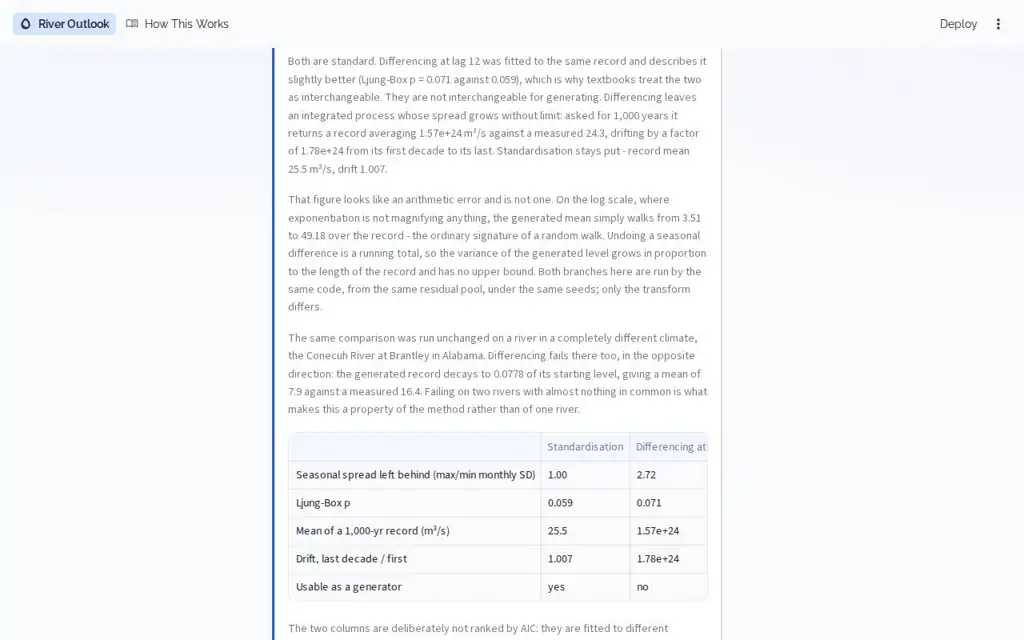 River Outlook
How This Works
Deploy
Both are standard. Differencing at lag 12 was fitted to the same record and describes it
slightly better (Ljung-Box p = 0.071 against 0.059), which is why textbooks treat the two
as interchangeable. They are not interchangeable for generating. Differencing leaves
an integrated process whose spread grows without limit: asked for 1,000 years it
returns a record averaging 1.57e+24 m³/s against a measured 24.3, drifting by a factor
of 1.78e+24 from its first decade to its last. Standardisation stays put - record mean
25.5 m³/s, drift 1.007.
That figure looks like an arithmetic error and is not one. On the log scale, where
exponentiation is not magnifying anything, the generated mean simply walks from 3.51
to 49.18 over the record - the ordinary signature of a random walk. Undoing a seasonal
difference is a running total, so the variance of the generated level grows in proportion
to the length of the record and has no upper bound. Both branches here are run by the
same code, from the same residual pool, under the same seeds; only the transform
differs.
The same comparison was run unchanged on a river in a completely different climate,
the Conecuh River at Brantley in Alabama. Differencing fails there too, in the opposite
direction: the generated record decays to 0.0778 of its starting level, giving a mean of
7.9 against a measured 16.4. Failing on two rivers with almost nothing in common is what
makes this a property of the method rather than of one river.
Standardisation Differencing at
Seasonal spread left behind (max/min monthly SD) 1.00 2.72
Ljung-Box p 0.059 0.071
Mean of a 1,000-yr record (m³/s) 25.5 1.57e+24
Drift, last decade / first 1.007 1.78e+24
Usable as a generator yes no
The two columns are deliberately not ranked by AIC: they are fitted to different